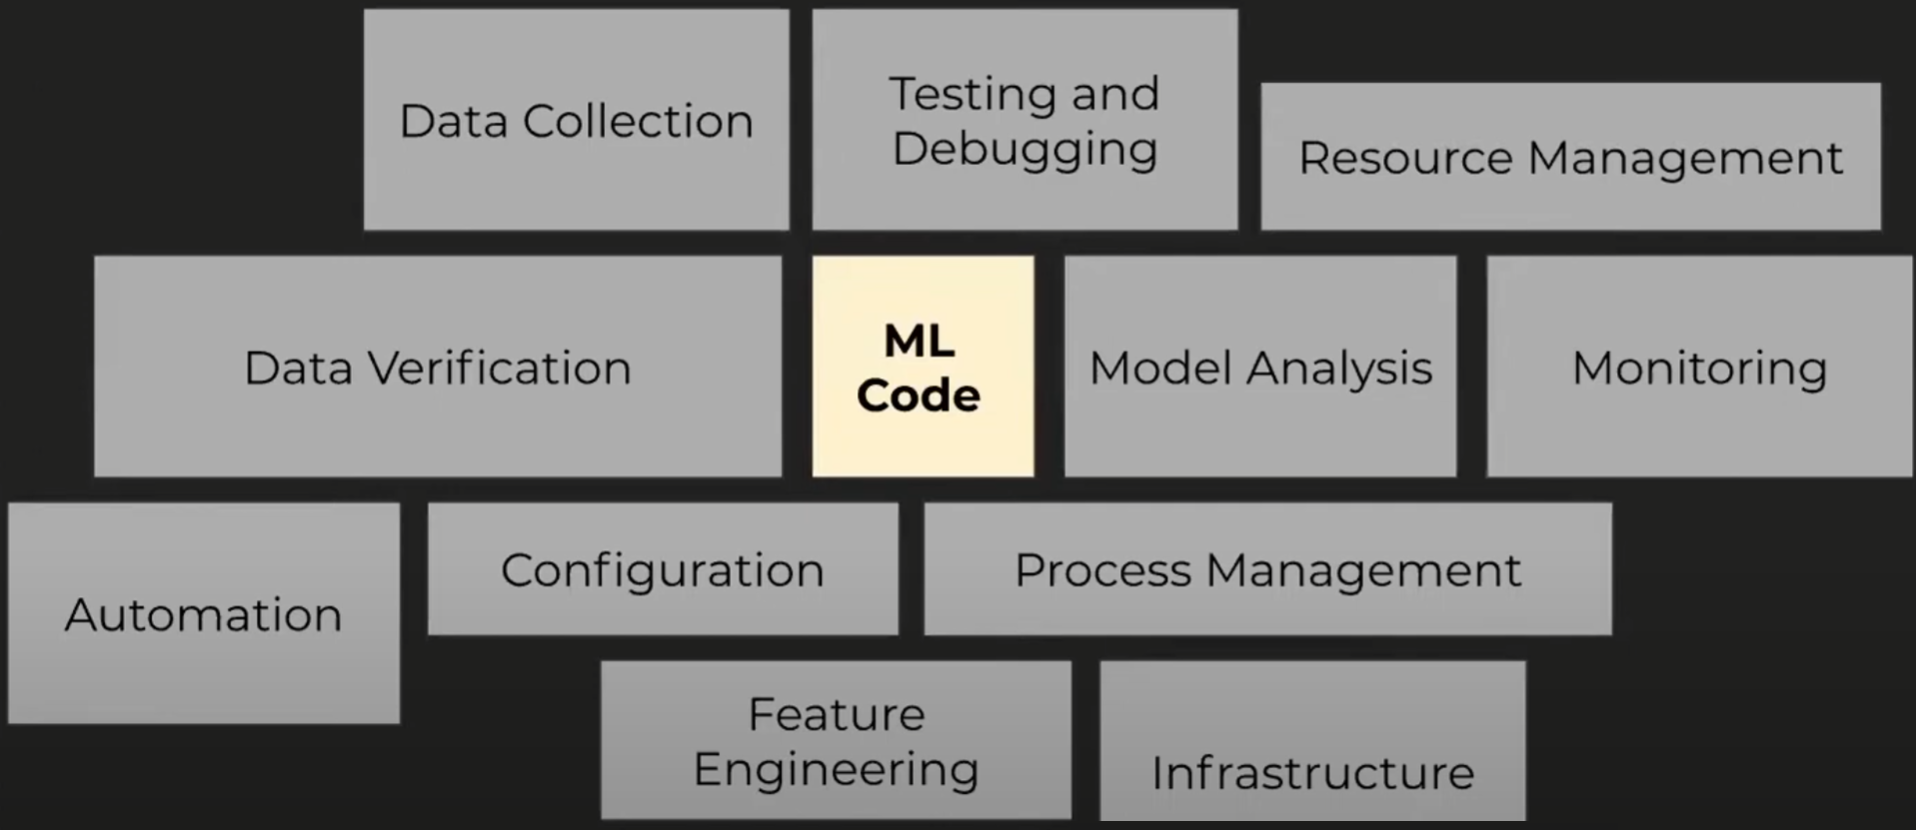 Data Collection
Testing and
Debugging
Resource Management
Data Verification
ML
Code
Model Analysis
Monitoring
Automation
Configuration
Process Management
Feature
Engineering
Infrastructure